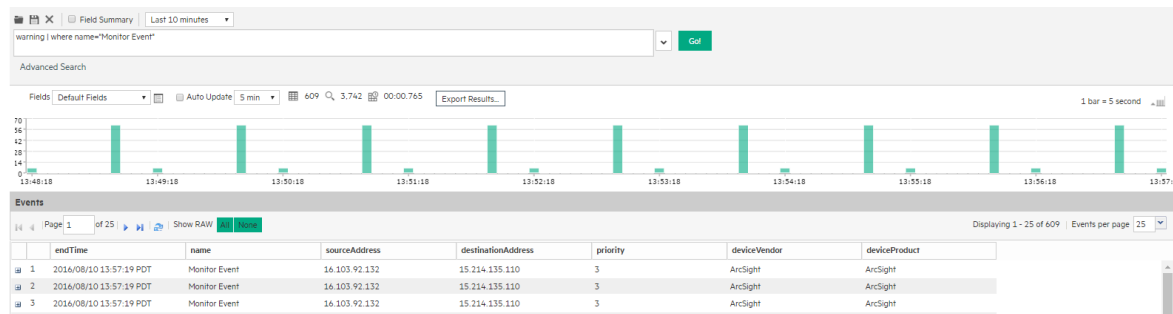 Field Summary Last 10 minutes
warning | where name="Monitor Event"
Go!
Advanced Search
Fields Default Fields Auto Update 5 min 609 3,742 00:00.765 Export Results...
1 bar = 5 second
70
56
42
28
14
0
13:48:18 13:49:18 13:50:18 13:51:18 13:52:18 13:53:18 13:54:18 13:55:18 13:56:18 13:57:
Events
Page 1 of 25 Show RAW All None Displaying 1 - 25 of 609 Events per page 25
endTime name sourceAddress destinationAddress priority deviceVendor deviceProduct
1 2016/08/10 13:57:19 PDT Monitor Event 16.103.92.132 15.214.135.110 3 ArcSight ArcSight
2 2016/08/10 13:57:19 PDT Monitor Event 16.103.92.132 15.214.135.110 3 ArcSight ArcSight
3 2016/08/10 13:57:19 PDT Monitor Event 16.103.92.132 15.214.135.110 3 ArcSight ArcSight